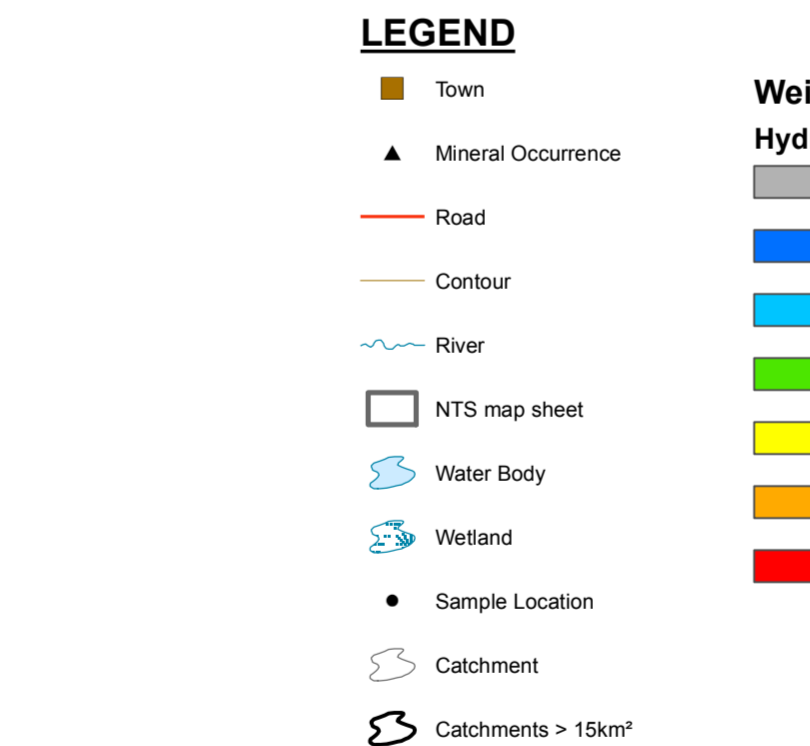 LEGEND
Town
Mineral Occurrence
Road
Contour
River
NTS map sheet
Water Body
Wetland
Sample Location
Catchment
Catchments > 15km²
Wei
Hyd